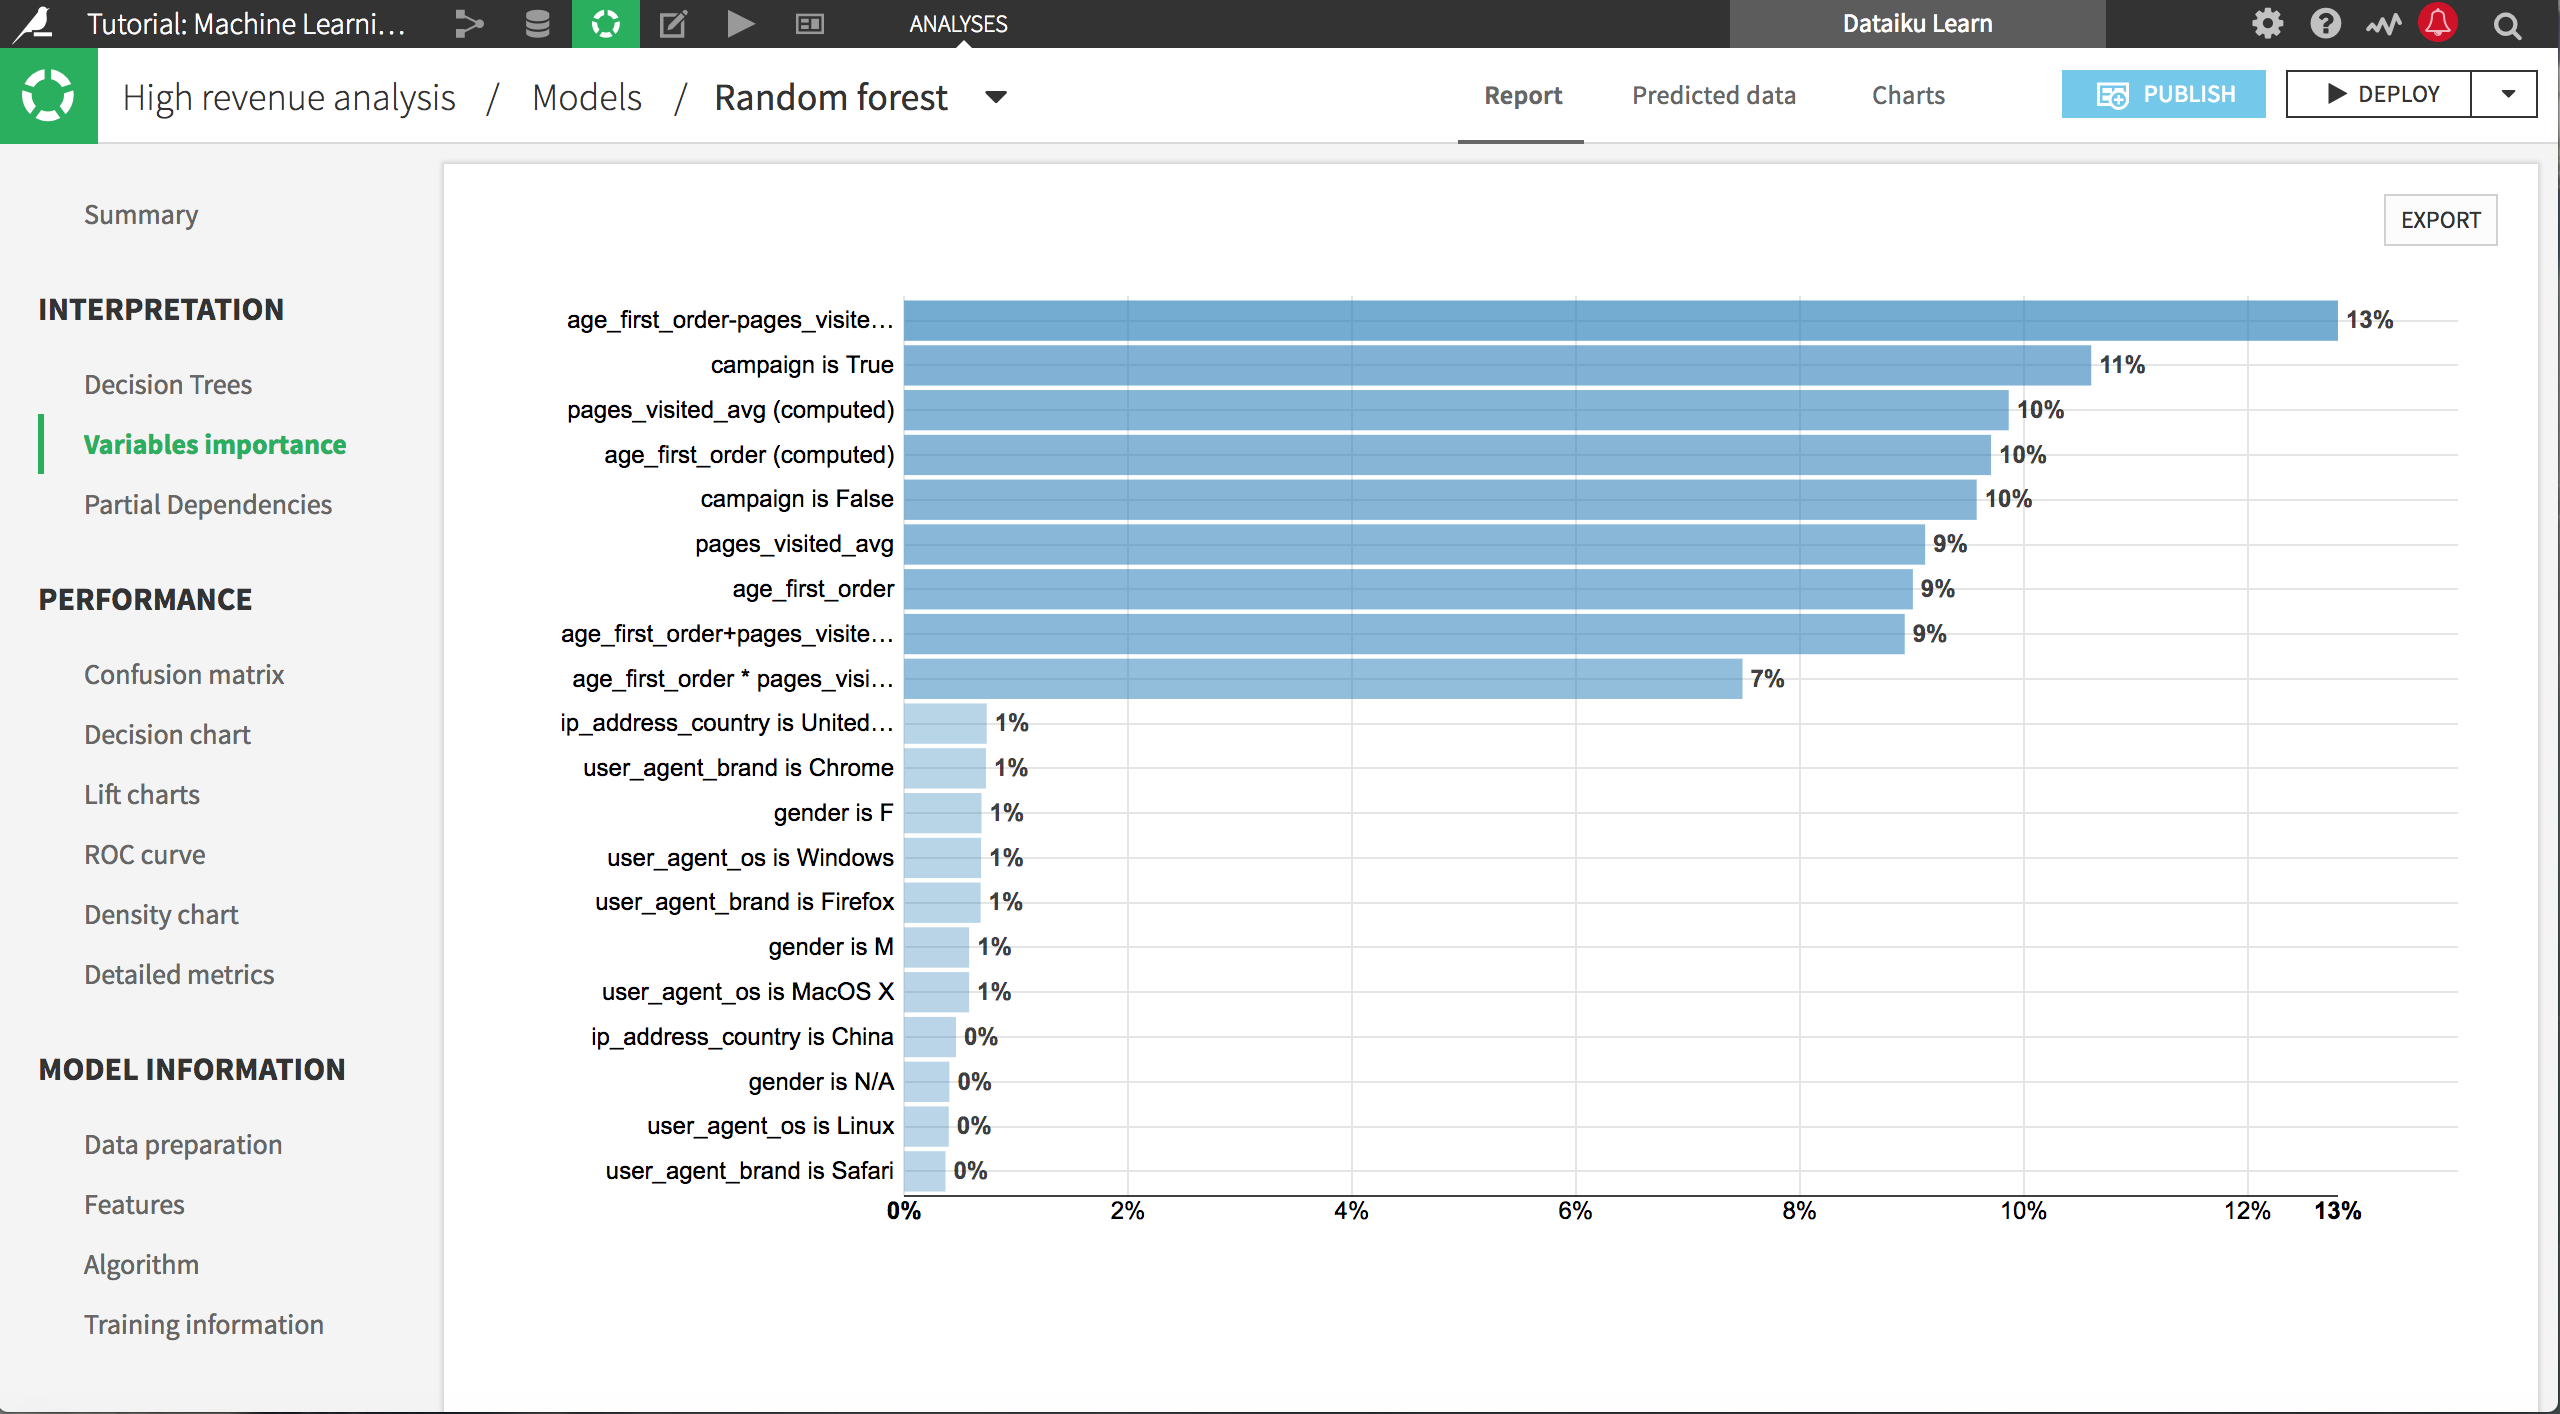 Tutorial: Machine Learni...
ANALYSES
Dataiku Learn
High revenue analysis / Models / Random forest
Report
Predicted data
Charts
PUBLISH
DEPLOY
Summary
INTERPRETATION
Decision Trees
Variables importance
Partial Dependencies
PERFORMANCE
Confusion matrix
Decision chart
Lift charts
ROC curve
Density chart
Detailed metrics
MODEL INFORMATION
Data preparation
Features
Algorithm
Training information
EXPORT
age_first_order-pages_visite... 13%
campaign is True 11%
pages_visited_avg (computed) 10%
age_first_order (computed) 10%
campaign is False 10%
pages_visited_avg 9%
age_first_order 9%
age_first_order+pages_visite... 9%
age_first_order * pages_visi... 7%
ip_address_country is United... 1%
user_agent_brand is Chrome 1%
gender is F 1%
user_agent_os is Windows 1%
user_agent_brand is Firefox 1%
gender is M 1%
user_agent_os is MacOS X 1%
ip_address_country is China 0%
gender is N/A 0%
user_agent_os is Linux 0%
user_agent_brand is Safari 0%
0% 2% 4% 6% 8% 10% 12% 13%